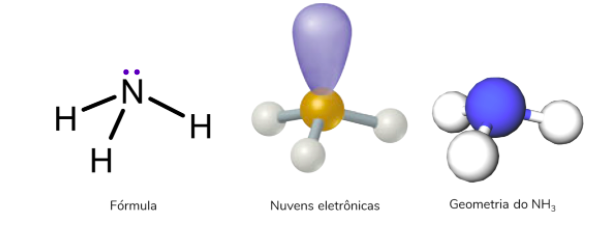 N
H
H
H
Fórmula
Nuvens eletrônicas
Geometria do NH₃